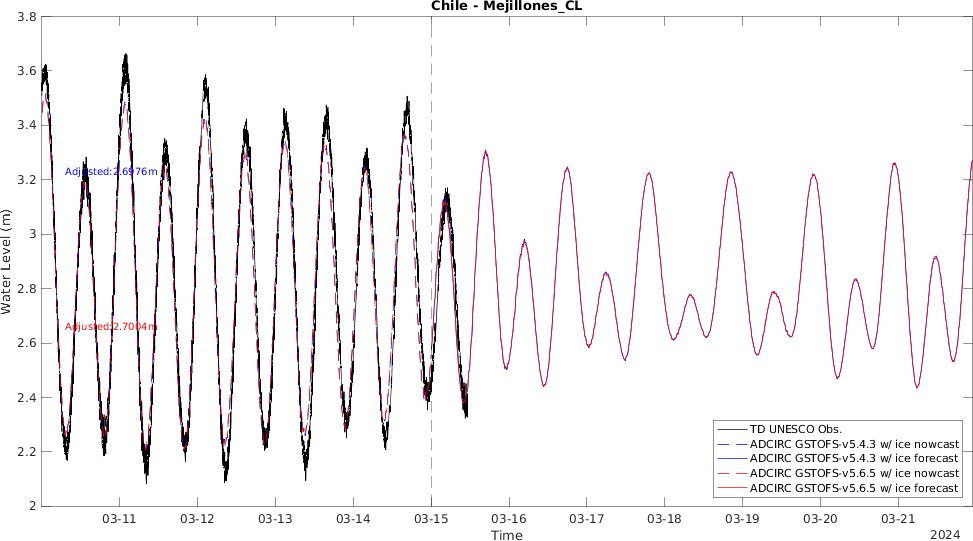 Chile - Mejillones_CL
3.8
3.6
3.4
3.2
3
2.8
2.6
2.4
2.2
2
Water Level (m)
Adjusted:2.6976m
Adjusted:2.7004m
TD UNESCO Obs.
ADCIRC GSTOFS-v5.4.3 w/ ice nowcast
ADCIRC GSTOFS-v5.4.3 w/ ice forecast
ADCIRC GSTOFS-v5.6.5 w/ ice nowcast
ADCIRC GSTOFS-v5.6.5 w/ ice forecast
03-11 03-12 03-13 03-14 03-15 03-16 03-17 03-18 03-19 03-20 03-21
Time
2024